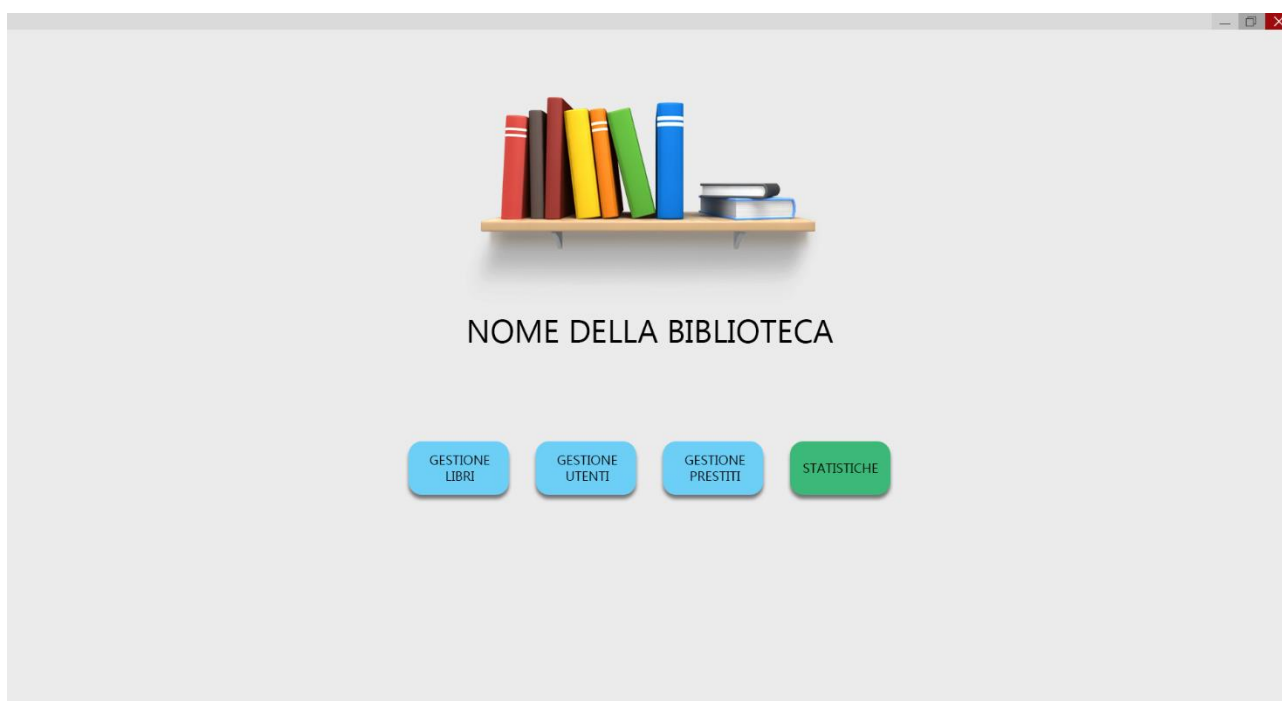 NOME DELLA BIBLIOTECA
GESTIONE
LIBRI
GESTIONE
UTENTI
GESTIONE
PRESTITI
STATISTICHE